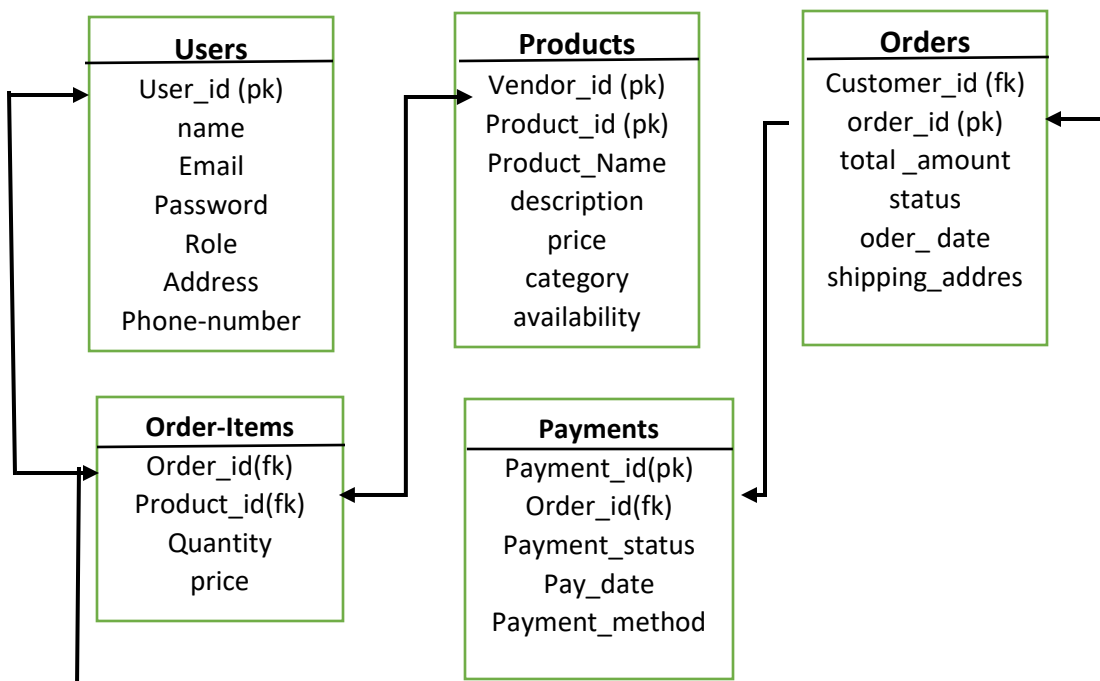 Users
User_id (pk)
name
Email
Password
Role
Address
Phone-number
Products
Vendor_id (pk)
Product_id (pk)
Product_Name
description
price
category
availability
Orders
Customer_id (fk)
order_id (pk)
total _amount
status
oder_ date
shipping_addres
Order-Items
Order_id(fk)
Product_id(fk)
Quantity
price
Payments
Payment_id(pk)
Order_id(fk)
Payment_status
Pay_date
Payment_method